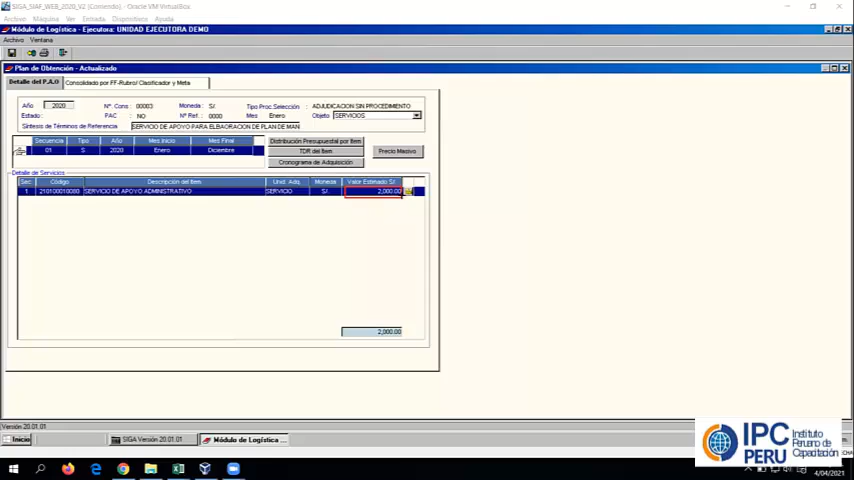 SIGA_SIAF_WEB_2020_V2 (Corriendo) - Oracle VM VirtualBox
Archivo Máquina Ver Entrada Dispositivos Ayuda
Módulo de Logística - Ejecutora: UNIDAD EJECUTORA DEMO
Archivo Ventana
Plan de Obtención - Actualizado
Detalle del P.A.O Consolidado por FF-Rubro/ Clasificador y Meta
Año 2020 Nº. Cons : 00003 Moneda : S/. Tipo Proc.Selección : ADJUDICACION SIN PROCEDIMIENTO
Estado : PAC : NO Nº Ref : 0000 Mes Enero Objeto SERVICIOS
Síntesis de Términos de Referencia SERVICIO DE APOYO PARA ELBAORACION DE PLAN DE MAN
Secuencia Tipo Año Mes.Inicio Mes.Final
01 S 2020 Enero Diciembre
Distribución Presupuestal por Item
TDR del Item
Cronograma de Adquisición
Precio Masivo
Detalle de Servicios
Sec Código Descripción del Item Unid. Adq. Moneda Valor Estimado S/.
1 210100010080 SERVICIO DE APOYO ADMINISTRATIVO SERVICIO S/. 2,000.00
2,000.00
Versión 20.01.01
Inicio SIGA Versión 20.01.01 Módulo de Logística ...
IPC PERU
Instituto
Peruano de
Capacitación
4/04/2021